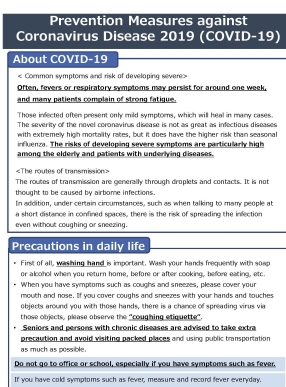 Prevention Measures against
Coronavirus Disease 2019 (COVID-19)
About COVID-19
< Common symptoms and risk of developing severe>
Often, fevers or respiratory symptoms may persist for around one week,
and many patients complain of strong fatigue.
Those infected often present only mild symptoms, which will heal in many cases.
The severity of the novel coronavirus disease is not as great as infectious diseases
with extremely high mortality rates, but it does have the higher risk than seasonal
influenza. The risks of developing severe symptoms are particularly high
among the elderly and patients with underlying diseases.
<The routes of transmission>
The routes of transmission are generally through droplets and contacts. It is not
thought to be caused by airborne infections.
In addition, under certain circumstances, such as when talking to many people at
a short distance in confined spaces, there is a risk of spreading the infection
even without coughing or sneezing.
Precautions in daily life
• First of all, washing hand is important. Wash your hands frequently with soap
or alcohol when you return home, before or after cooking, before eating, etc.
• When you have symptoms such as coughs and sneezes, please cover your
mouth and nose. If you cover coughs and sneezes with your hands and touches
objects around you with those hands, there is a chance of spreading virus via
those objects, please observe the "coughing etiquette".
• Seniors and persons with chronic diseases are advised to take extra
precaution and avoid visiting packed places and using public transportation
as much as possible.
Do not go to office or school, especially if you have symptoms such as fever.
If you have cold symptoms such as fever, measure and record fever everyday.